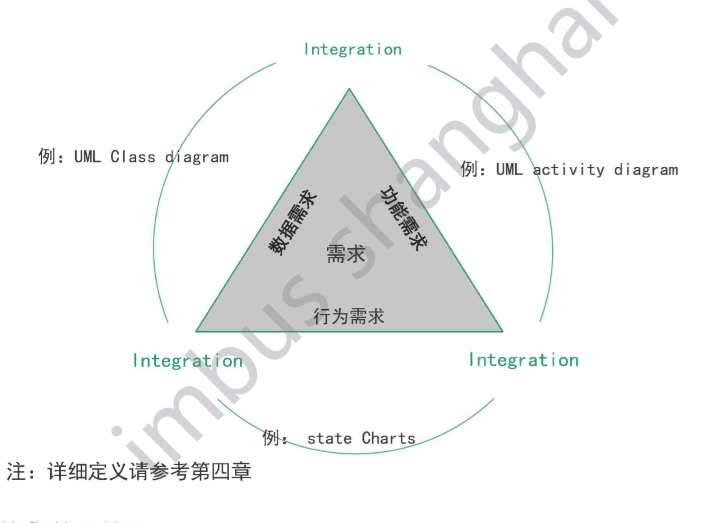 Integration
例：UML Class diagram
例：UML activity diagram
数据需求
功能需求
需求
行为需求
Integration
Integration
例： state Charts
注：详细定义请参考第四章
imbus shanghai